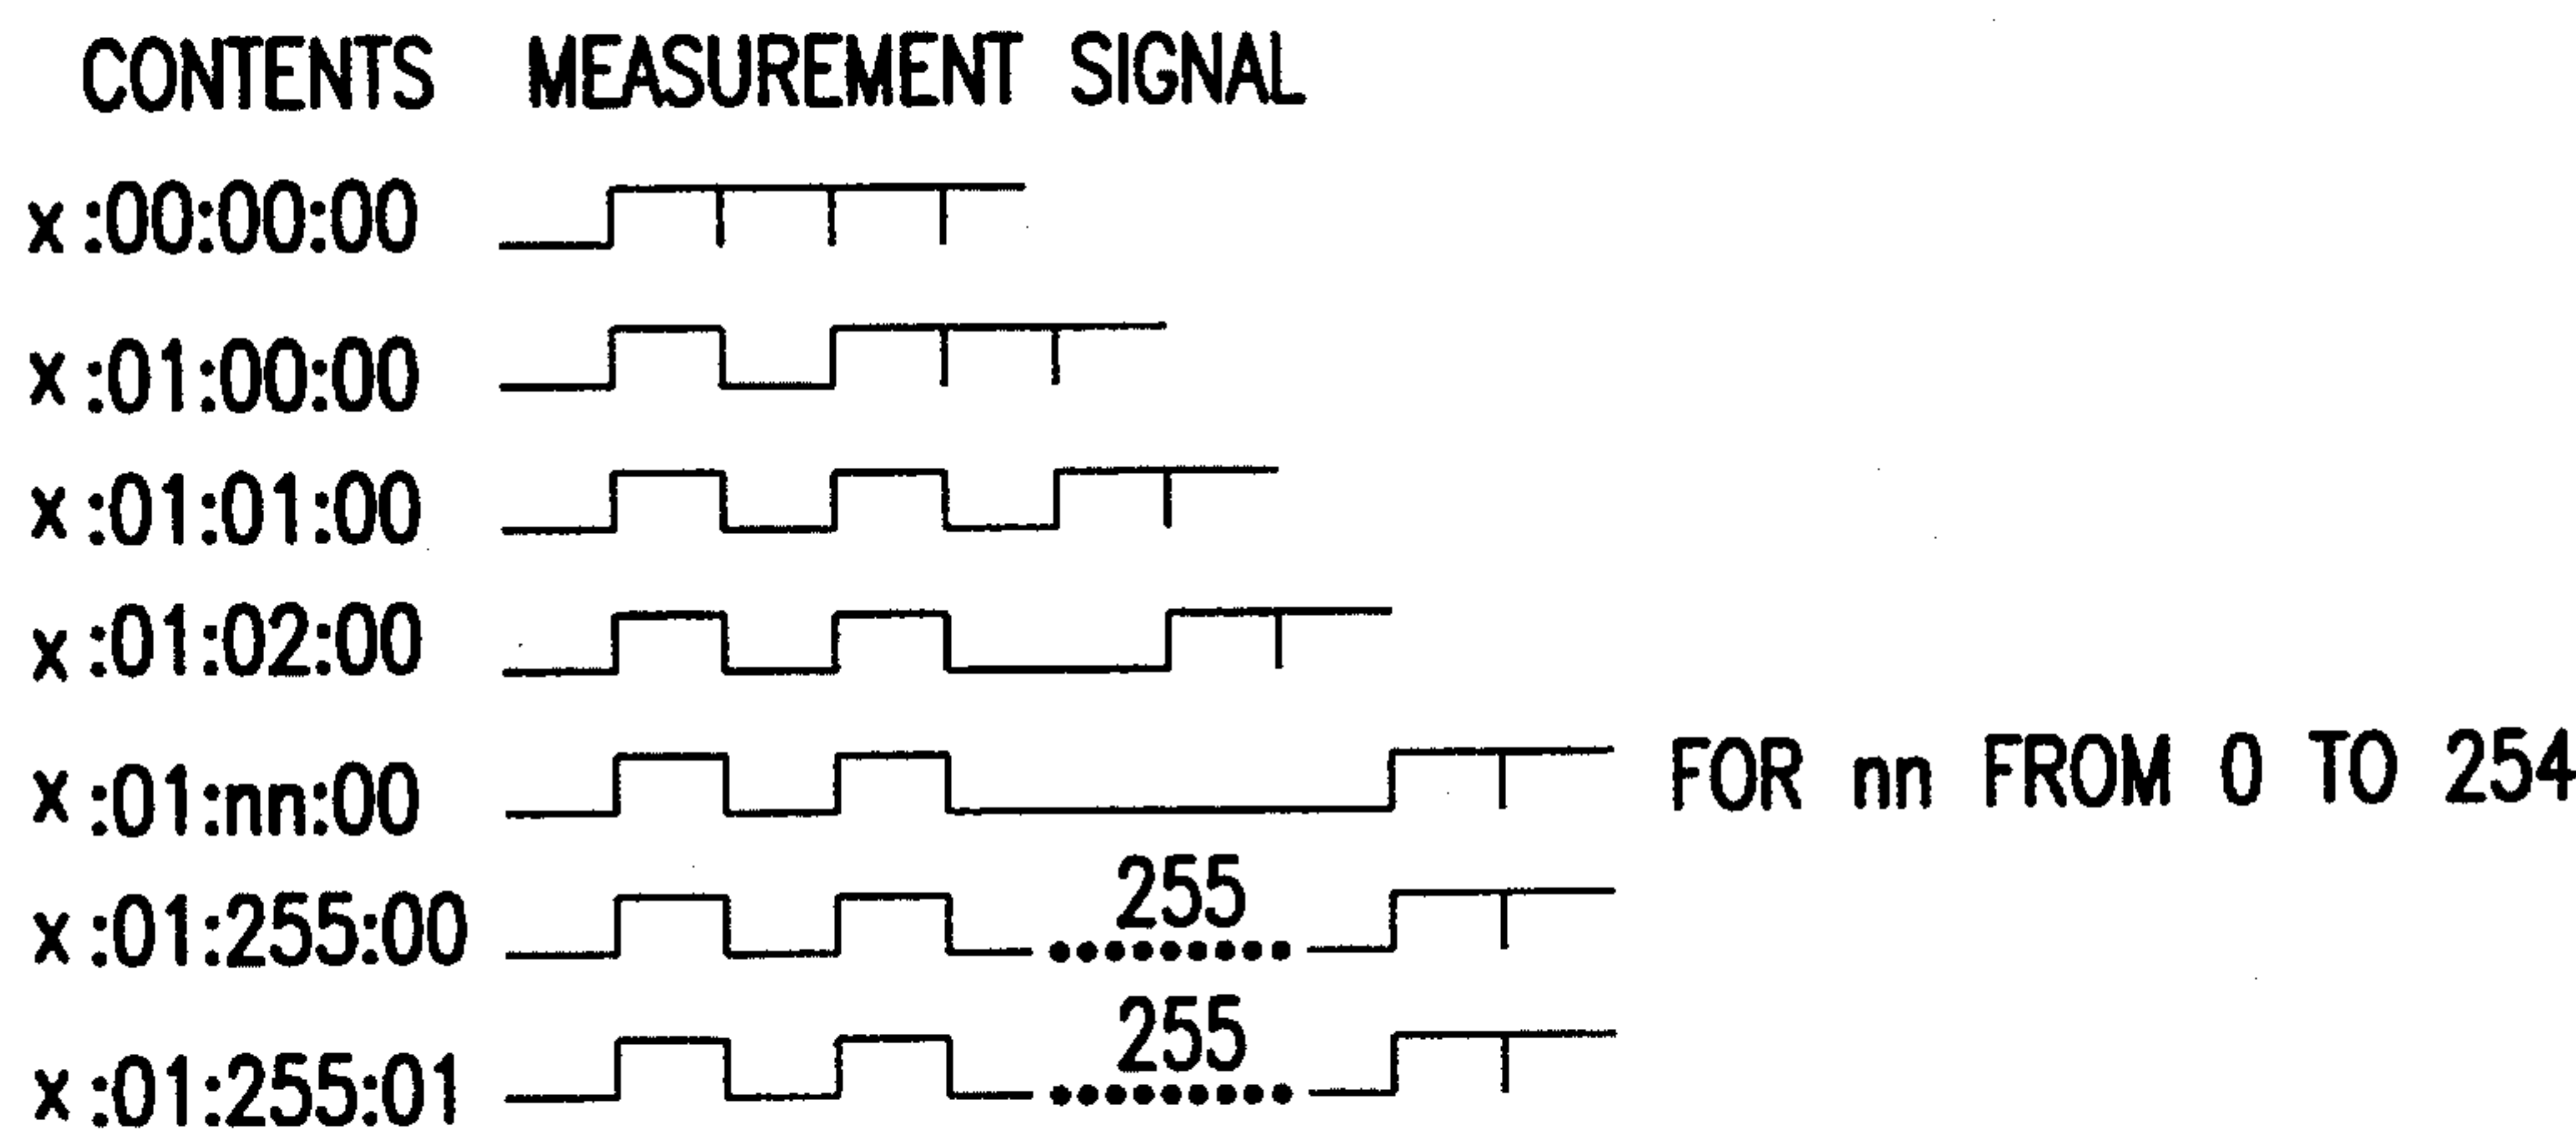 CONTENTS MEASUREMENT SIGNAL
x:00:00:00
x:01:00:00
x:01:01:00
x:01:02:00
x:01:nn:00 FOR nn FROM 0 TO 254
x:01:255:00 255
x:01:255:01 255